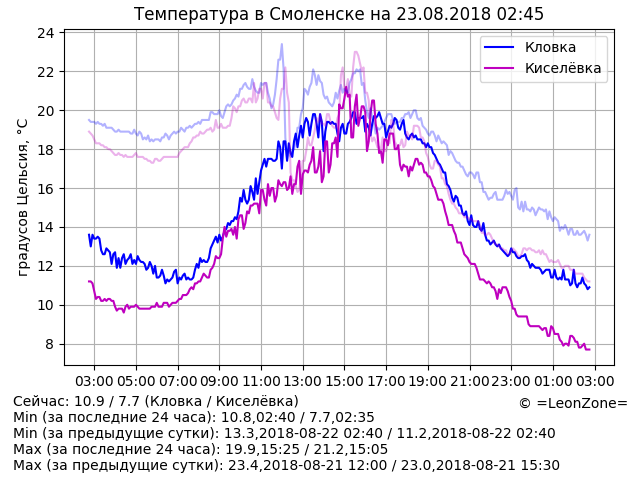 Температура в Смоленске на 23.08.2018 02:45
градусов Цельсия, °C
24
22
20
18
16
14
12
10
8
Кловка
Киселёвка
03:00 05:00 07:00 09:00 11:00 13:00 15:00 17:00 19:00 21:00 23:00 01:00 03:00
Сейчас: 10.9 / 7.7 (Кловка / Киселёвка)
© =LeonZone=
Min (за последние 24 часа): 10.8,02:40 / 7.7,02:35
Min (за предыдущие сутки): 13.3,2018-08-22 02:40 / 11.2,2018-08-22 02:40
Max (за последние 24 часа): 19.9,15:25 / 21.2,15:05
Max (за предыдущие сутки): 23.4,2018-08-21 12:00 / 23.0,2018-08-21 15:30